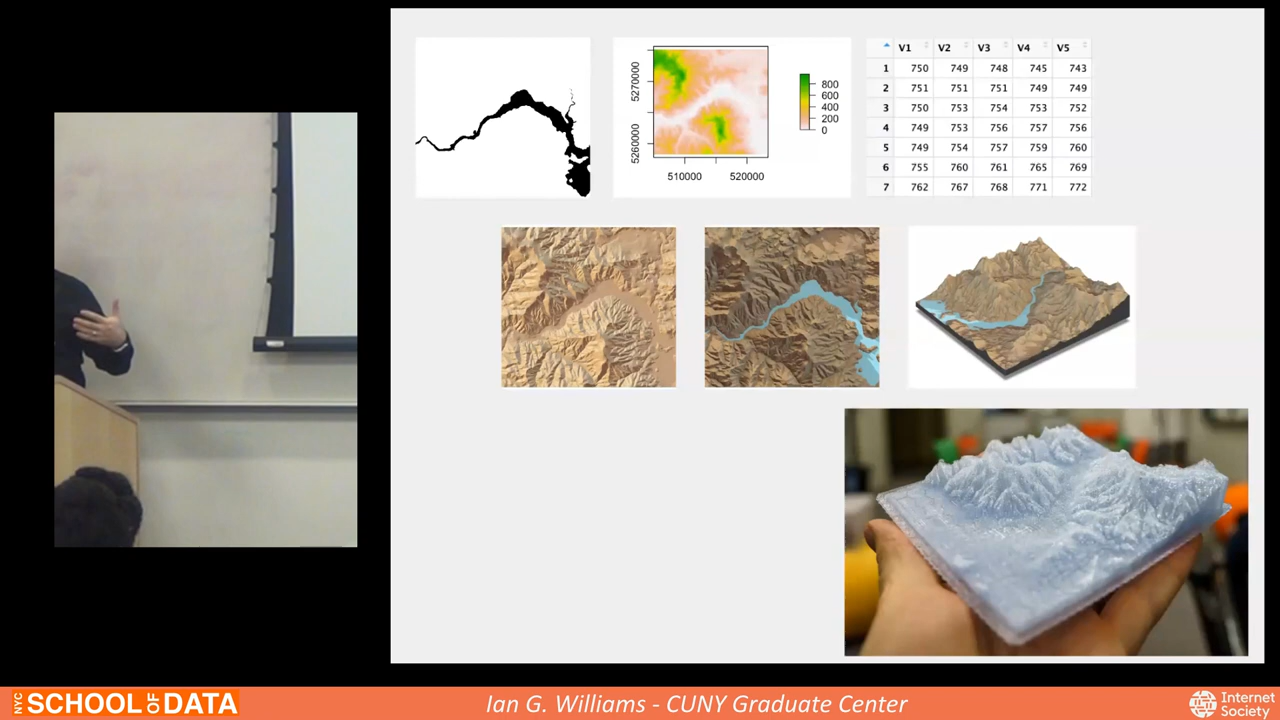 5270000
5260000
510000
520000
800
600
400
200
0
V1 V2 V3 V4 V5
1 750 749 748 745 743
2 751 751 751 749 749
3 750 753 754 753 752
4 749 753 756 757 756
5 749 754 757 759 760
6 755 760 761 765 769
7 762 767 768 771 772
NYC SCHOOL OF DATA
Ian G. Williams - CUNY Graduate Center
Internet
Society